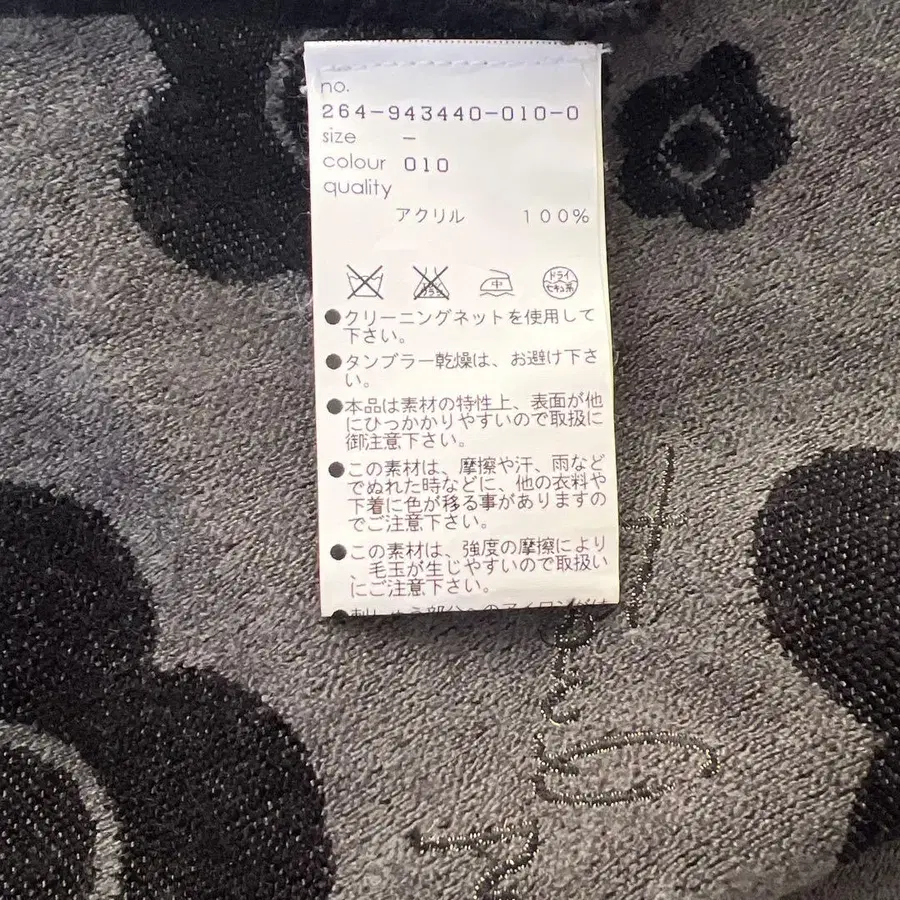 no.
264-943440-010-0
size -
colour 010
quality
アクリル 100%
中
ドライ
セキユ系
●クリーニングネットを使用して
下さい。
●タンブラー乾燥は、お避け下さ
い。
●本品は素材の特性上、表面が他
にひっかかりやすいので取扱に
御注意下さい。
●この素材は、摩擦や汗、雨など
でぬれた時などに、他の衣料や
下着に色が移る事がありますの
でご注意下さい。
●この素材は、強度の摩擦により
、毛玉が生じやすいので取扱い
にご注意下さい。